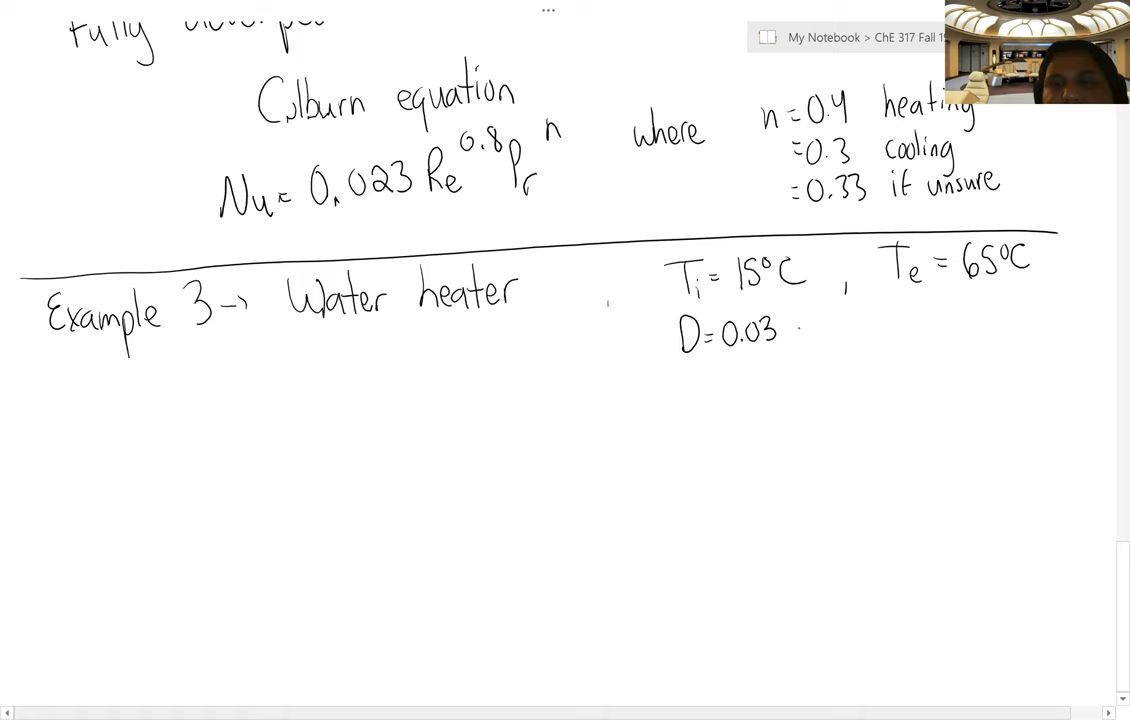 Fully
My Notebook > ChE 317 Fall
Colburn equation
Nu = 0.023 Re^0.8 Pr^n where n = 0.4 heating
= 0.3 cooling
= 0.33 if unsure
Example 3 → Water heater Ti = 15°C , Te = 65°C
D = 0.03